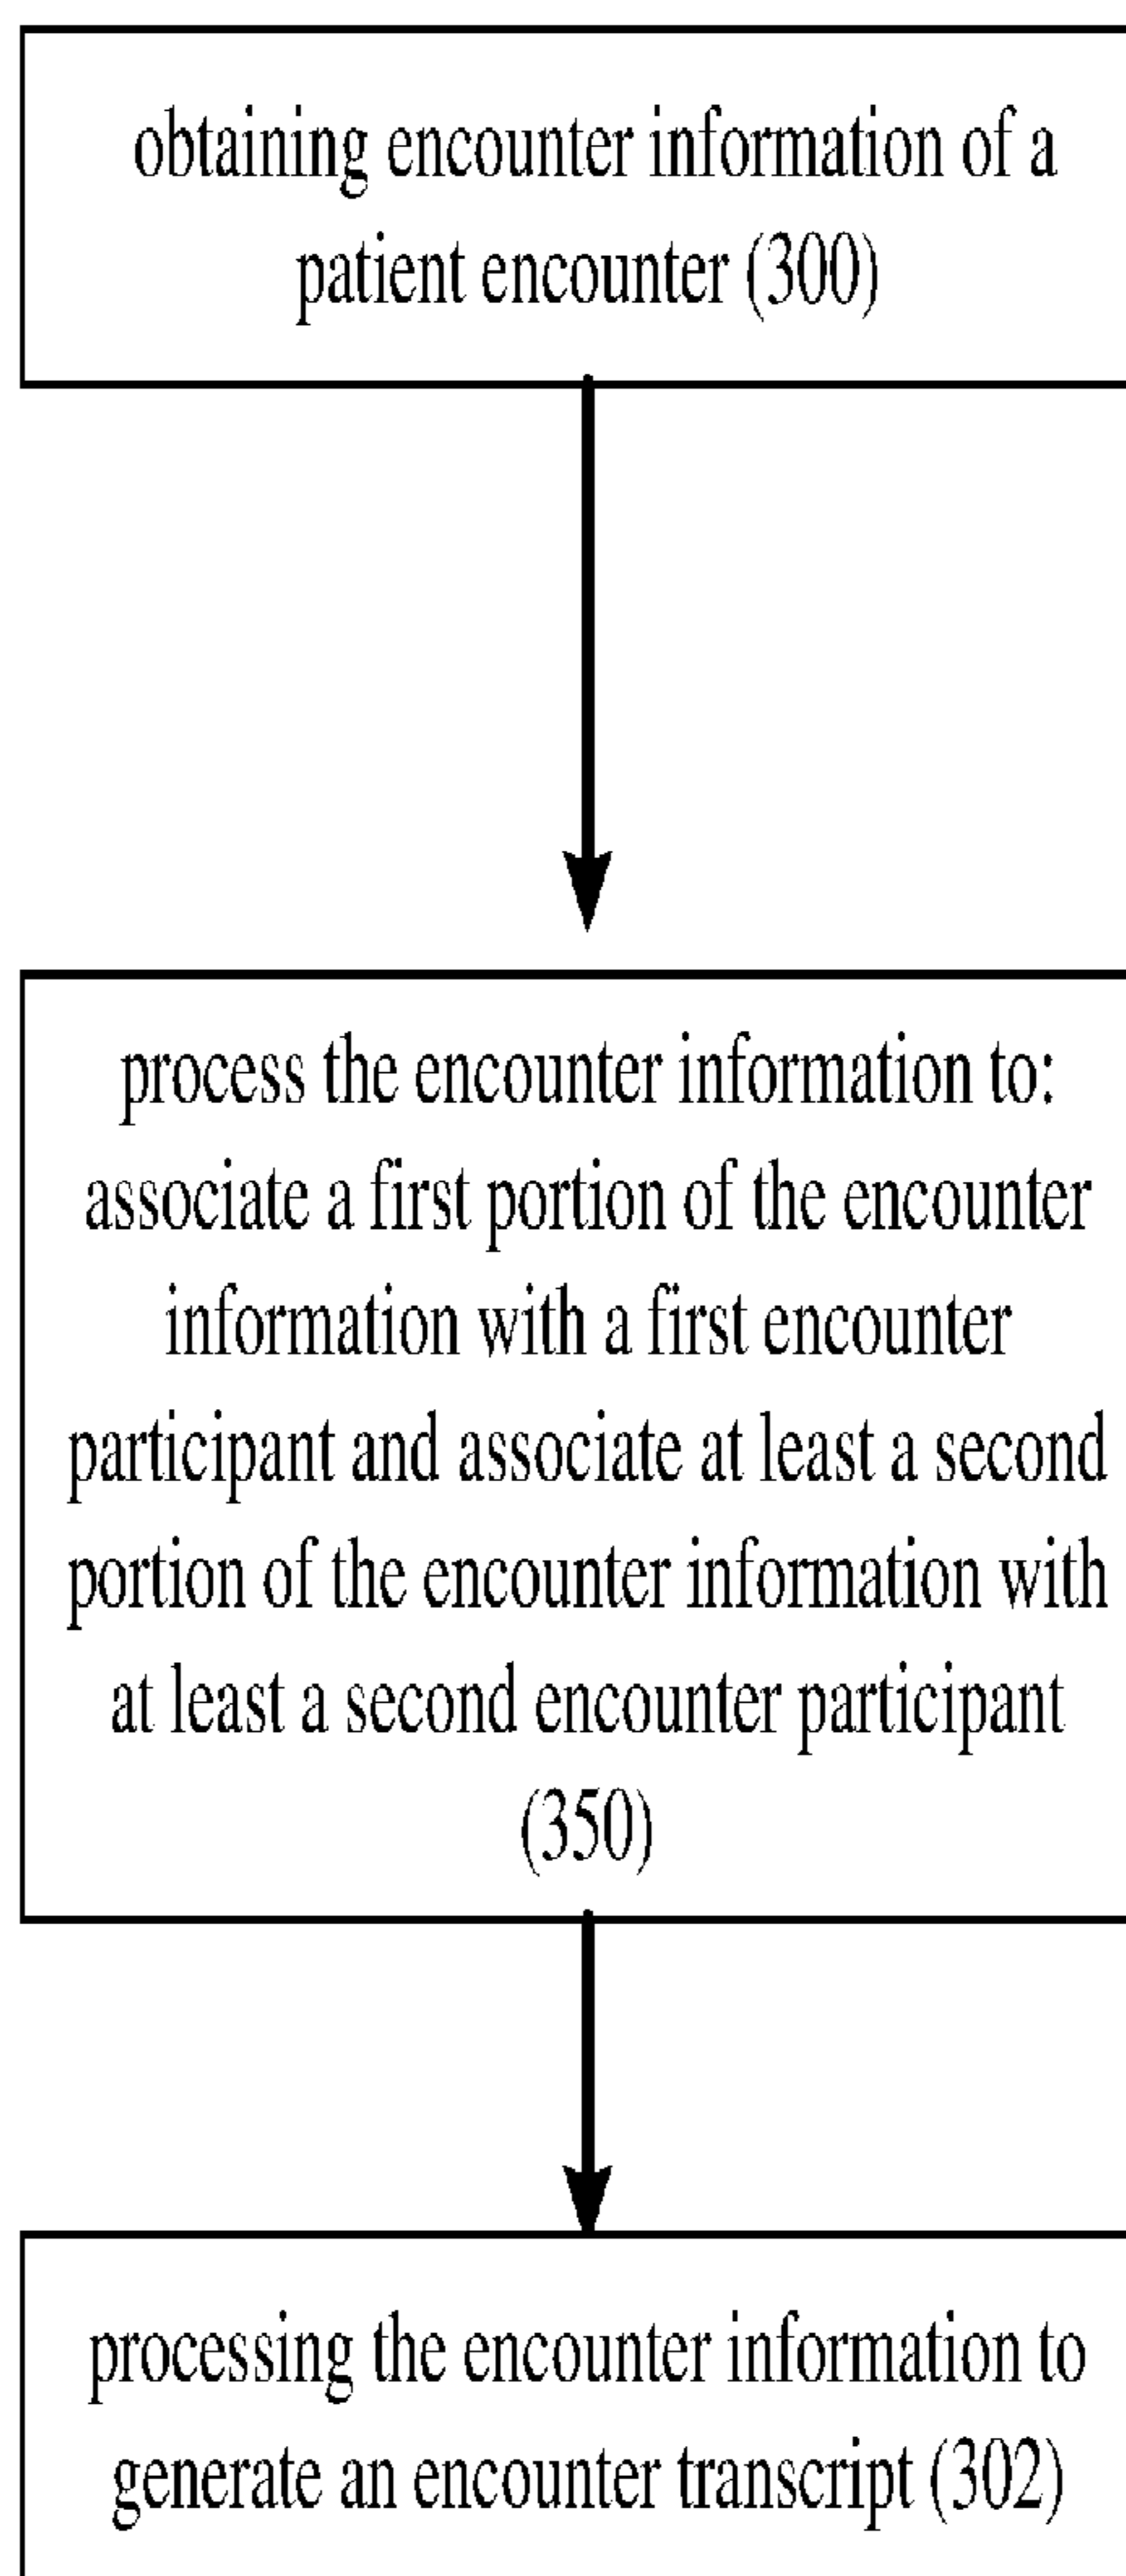 obtaining encounter information of a
patient encounter (300)
process the encounter information to:
associate a first portion of the encounter
information with a first encounter
participant and associate at least a second
portion of the encounter information with
at least a second encounter participant
(350)
processing the encounter information to
generate an encounter transcript (302)